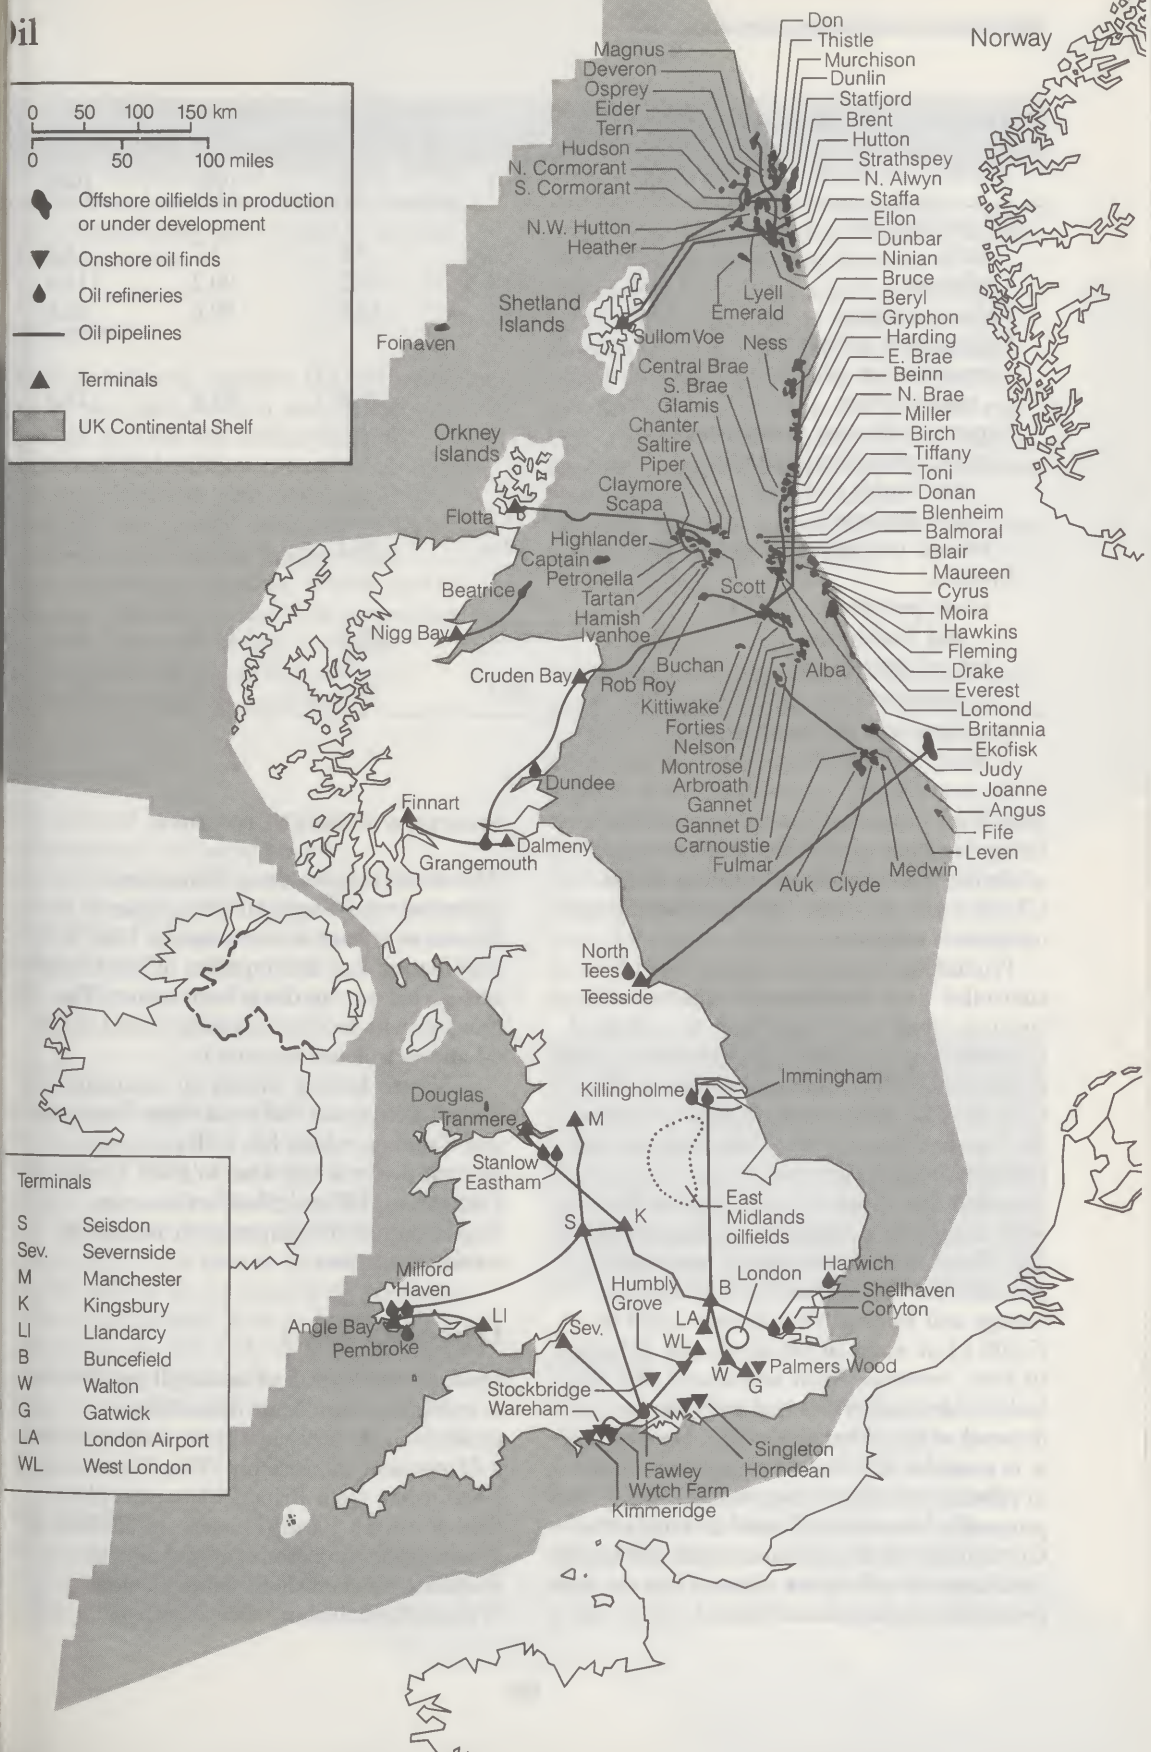 Oil
0 50 100 150 km
0 50 100 miles
Offshore oilfields in production
or under development
Onshore oil finds
Oil refineries
Oil pipelines
Terminals
UK Continental Shelf
Norway
Magnus
Deveron
Osprey
Eider
Tern
Hudson
N. Cormorant
S. Cormorant
N.W. Hutton
Heather
Don
Thistle
Murchison
Dunlin
Statfjord
Brent
Hutton
Strathspey
N. Alwyn
Staffa
Ellon
Dunbar
Ninian
Bruce
Beryl
Gryphon
Harding
E. Brae
Beinn
N. Brae
Miller
Birch
Tiffany
Toni
Donan
Blenheim
Balmoral
Blair
Maureen
Cyrus
Moira
Hawkins
Fleming
Drake
Everest
Lomond
Britannia
Ekofisk
Judy
Joanne
Angus
Fife
Leven
Medwin
Clyde
Auk
Lyell
Emerald
Shetland
Islands
Sullom Voe
Foinaven
Ness
Central Brae
S. Brae
Glamis
Chanter
Saltire
Piper
Claymore
Scapa
Orkney
Islands
Flotta
Highlander
Captain
Petronella
Tartan
Hamish
Ivanhoe
Scott
Beatrice
Nigg Bay
Cruden Bay
Rob Roy
Buchan
Alba
Kittiwake
Forties
Nelson
Montrose
Arbroath
Gannet
Gannet D
Carnoustie
Fulmar
Dundee
Finnart
Dalmeny
Grangemouth
North
Tees
Teesside
Killingholme
Immingham
Douglas
Tranmere
M
Stanlow
Eastham
S
K
East
Midlands
oilfields
Milford
Haven
Angle Bay
Pembroke
Ll
Sev.
Humbly
Grove
London
Harwich
Shellhaven
Coryton
B
LA
WL
W
G
Palmers Wood
Stockbridge
Wareham
Singleton
Horndean
Fawley
Wytch Farm
Kimmeridge
Terminals
S Seisdon
Sev. Severnside
M Manchester
K Kingsbury
Ll Llandarcy
B Buncefield
W Walton
G Gatwick
LA London Airport
WL West London